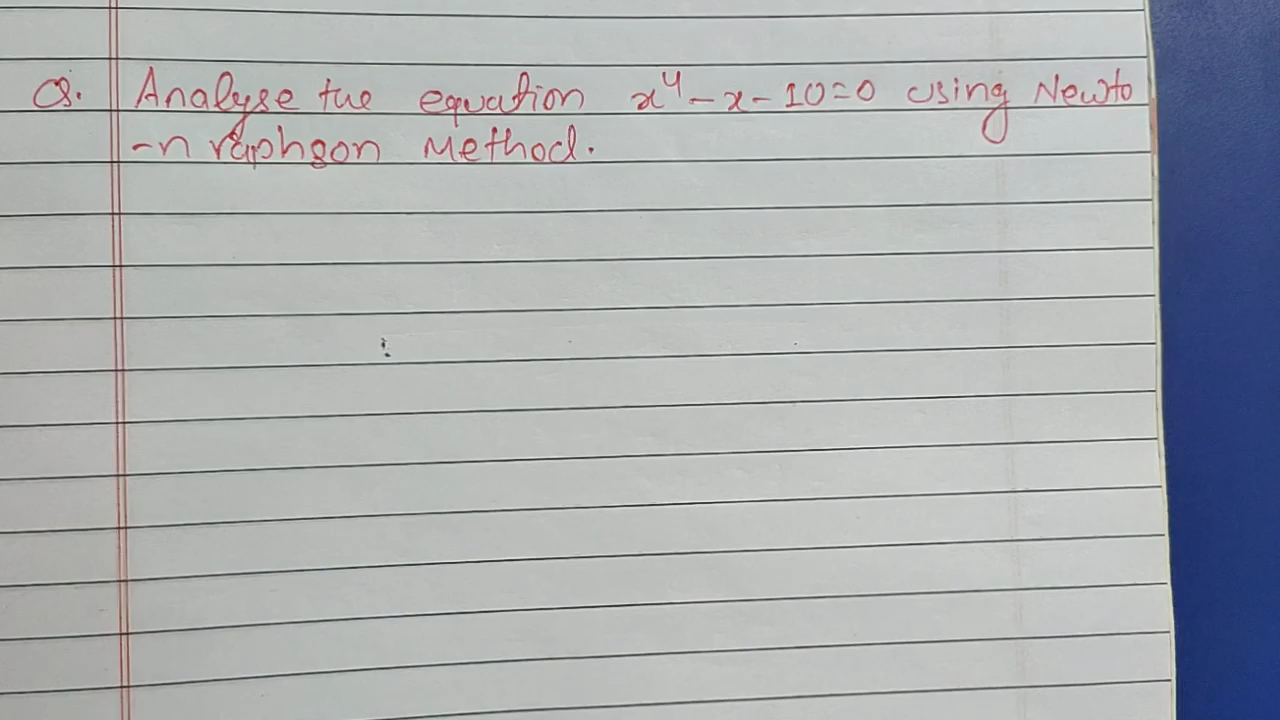 Q. Analyse the equation x⁴-x-10=0 using Newto
-n raphson Method.